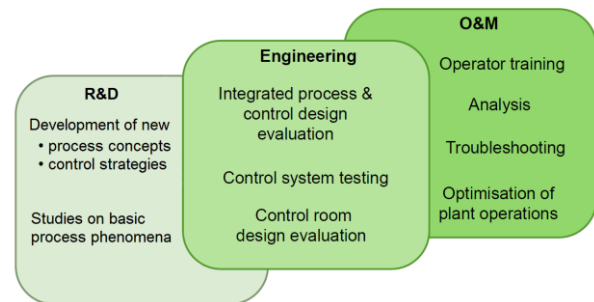 R&D
Development of new
• process concepts
• control strategies
Studies on basic
process phenomena
Engineering
Integrated process &
control design
evaluation
Control system testing
Control room
design evaluation
O&M
Operator training
Analysis
Troubleshooting
Optimisation of
plant operations